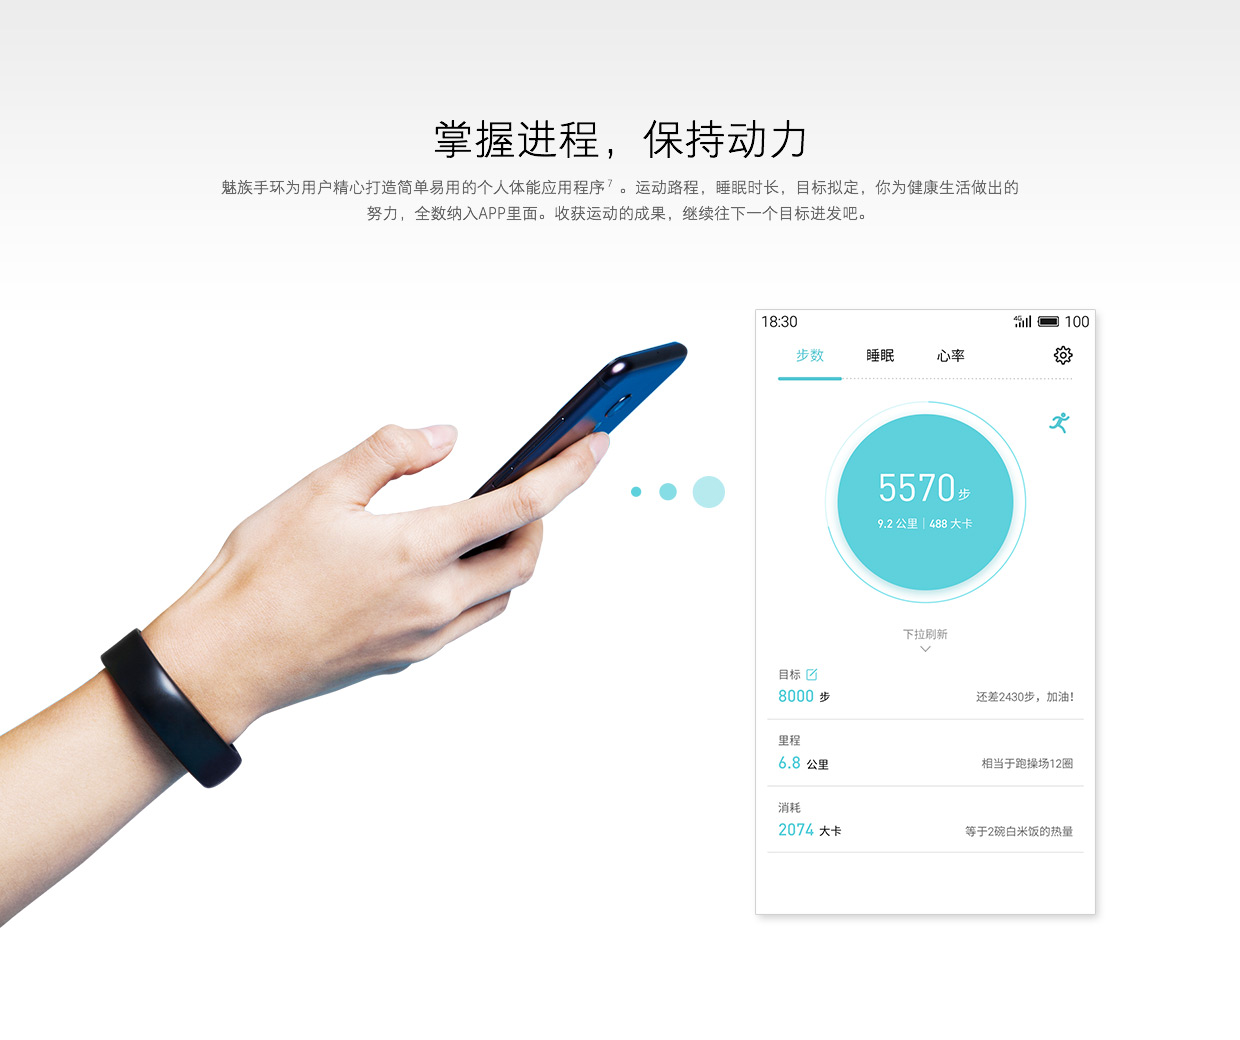 掌握进程，保持动力
魅族手环为用户精心打造简单易用的个人体能应用程序7 。运动路程，睡眠时长，目标拟定，你为健康生活做出的
努力，全数纳入APP里面。收获运动的成果，继续往下一个目标进发吧。
18:30 4G 100
步数 睡眠 心率
5570步
9.2 公里｜488 大卡
下拉刷新
目标
8000 步 还差2430步，加油！
里程
6.8 公里 相当于跑操场12圈
消耗
2074 大卡 等于2碗白米饭的热量